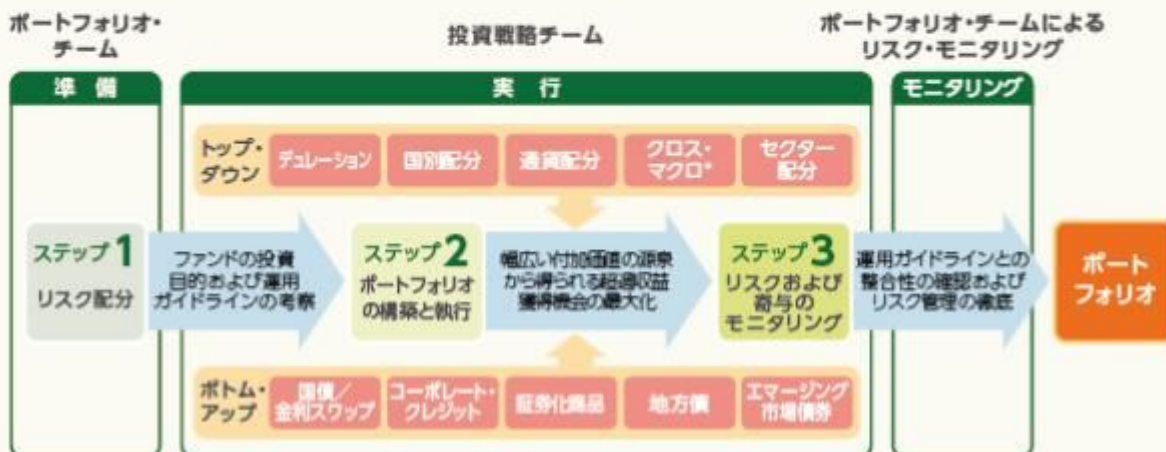 ポートフォリオ・
チーム
投資戦略チーム
ポートフォリオ・チームによる
リスク・モニタリング
準 備
実 行
モニタリング
トップ・
ダウン
デュレーション
国別配分
通貨配分
クロス・
マクロ*
セクター
配分
ステップ1
リスク配分
ファンドの投資
目的および運用
ガイドラインの考察
ステップ2
ポートフォリオ
の構築と執行
幅広い付加価値の源泉
から得られる超過収益
獲得機会の最大化
ステップ3
リスクおよび
寄与の
モニタリング
運用ガイドラインとの
整合性の確認および
リスク管理の徹底
ポート
フォリオ
ボトム・
アップ
国債/
金利スワップ
コーポレート・
クレジット
証券化商品
地方債
エマージング
市場債券